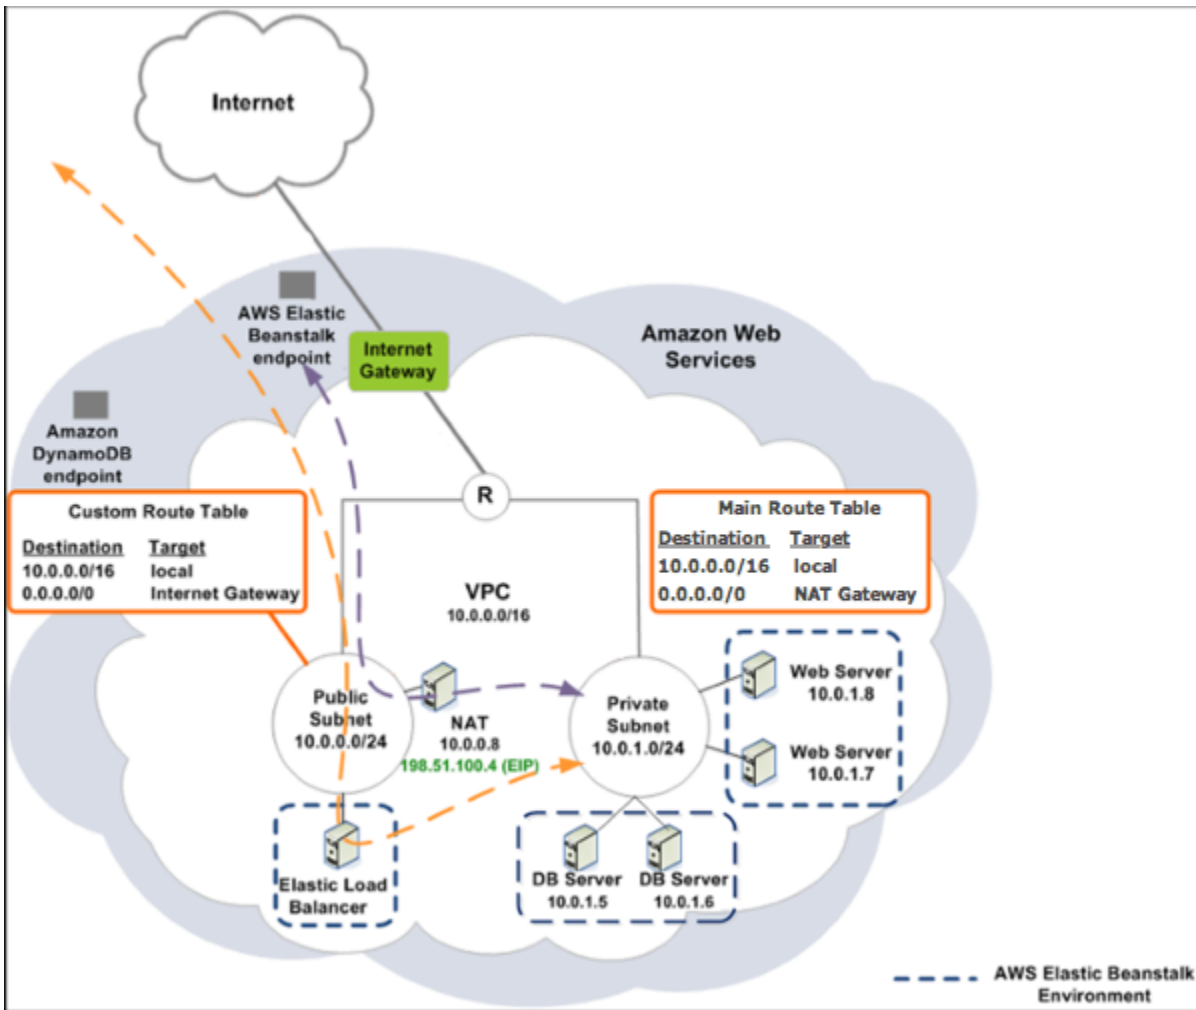 Internet
AWS Elastic
Beanstalk
endpoint
Internet
Gateway
Amazon Web
Services
Amazon
DynamoDB
endpoint
R
Custom Route Table
Destination Target
10.0.0.0/16 local
0.0.0.0/0 Internet Gateway
Main Route Table
Destination Target
10.0.0.0/16 local
0.0.0.0/0 NAT Gateway
VPC
10.0.0.0/16
Public
Subnet
10.0.0.0/24
NAT
10.0.0.8
198.51.100.4 (EIP)
Private
Subnet
10.0.1.0/24
Web Server
10.0.1.8
Web Server
10.0.1.7
Elastic Load
Balancer
DB Server
10.0.1.5
DB Server
10.0.1.6
AWS Elastic Beanstalk
Environment